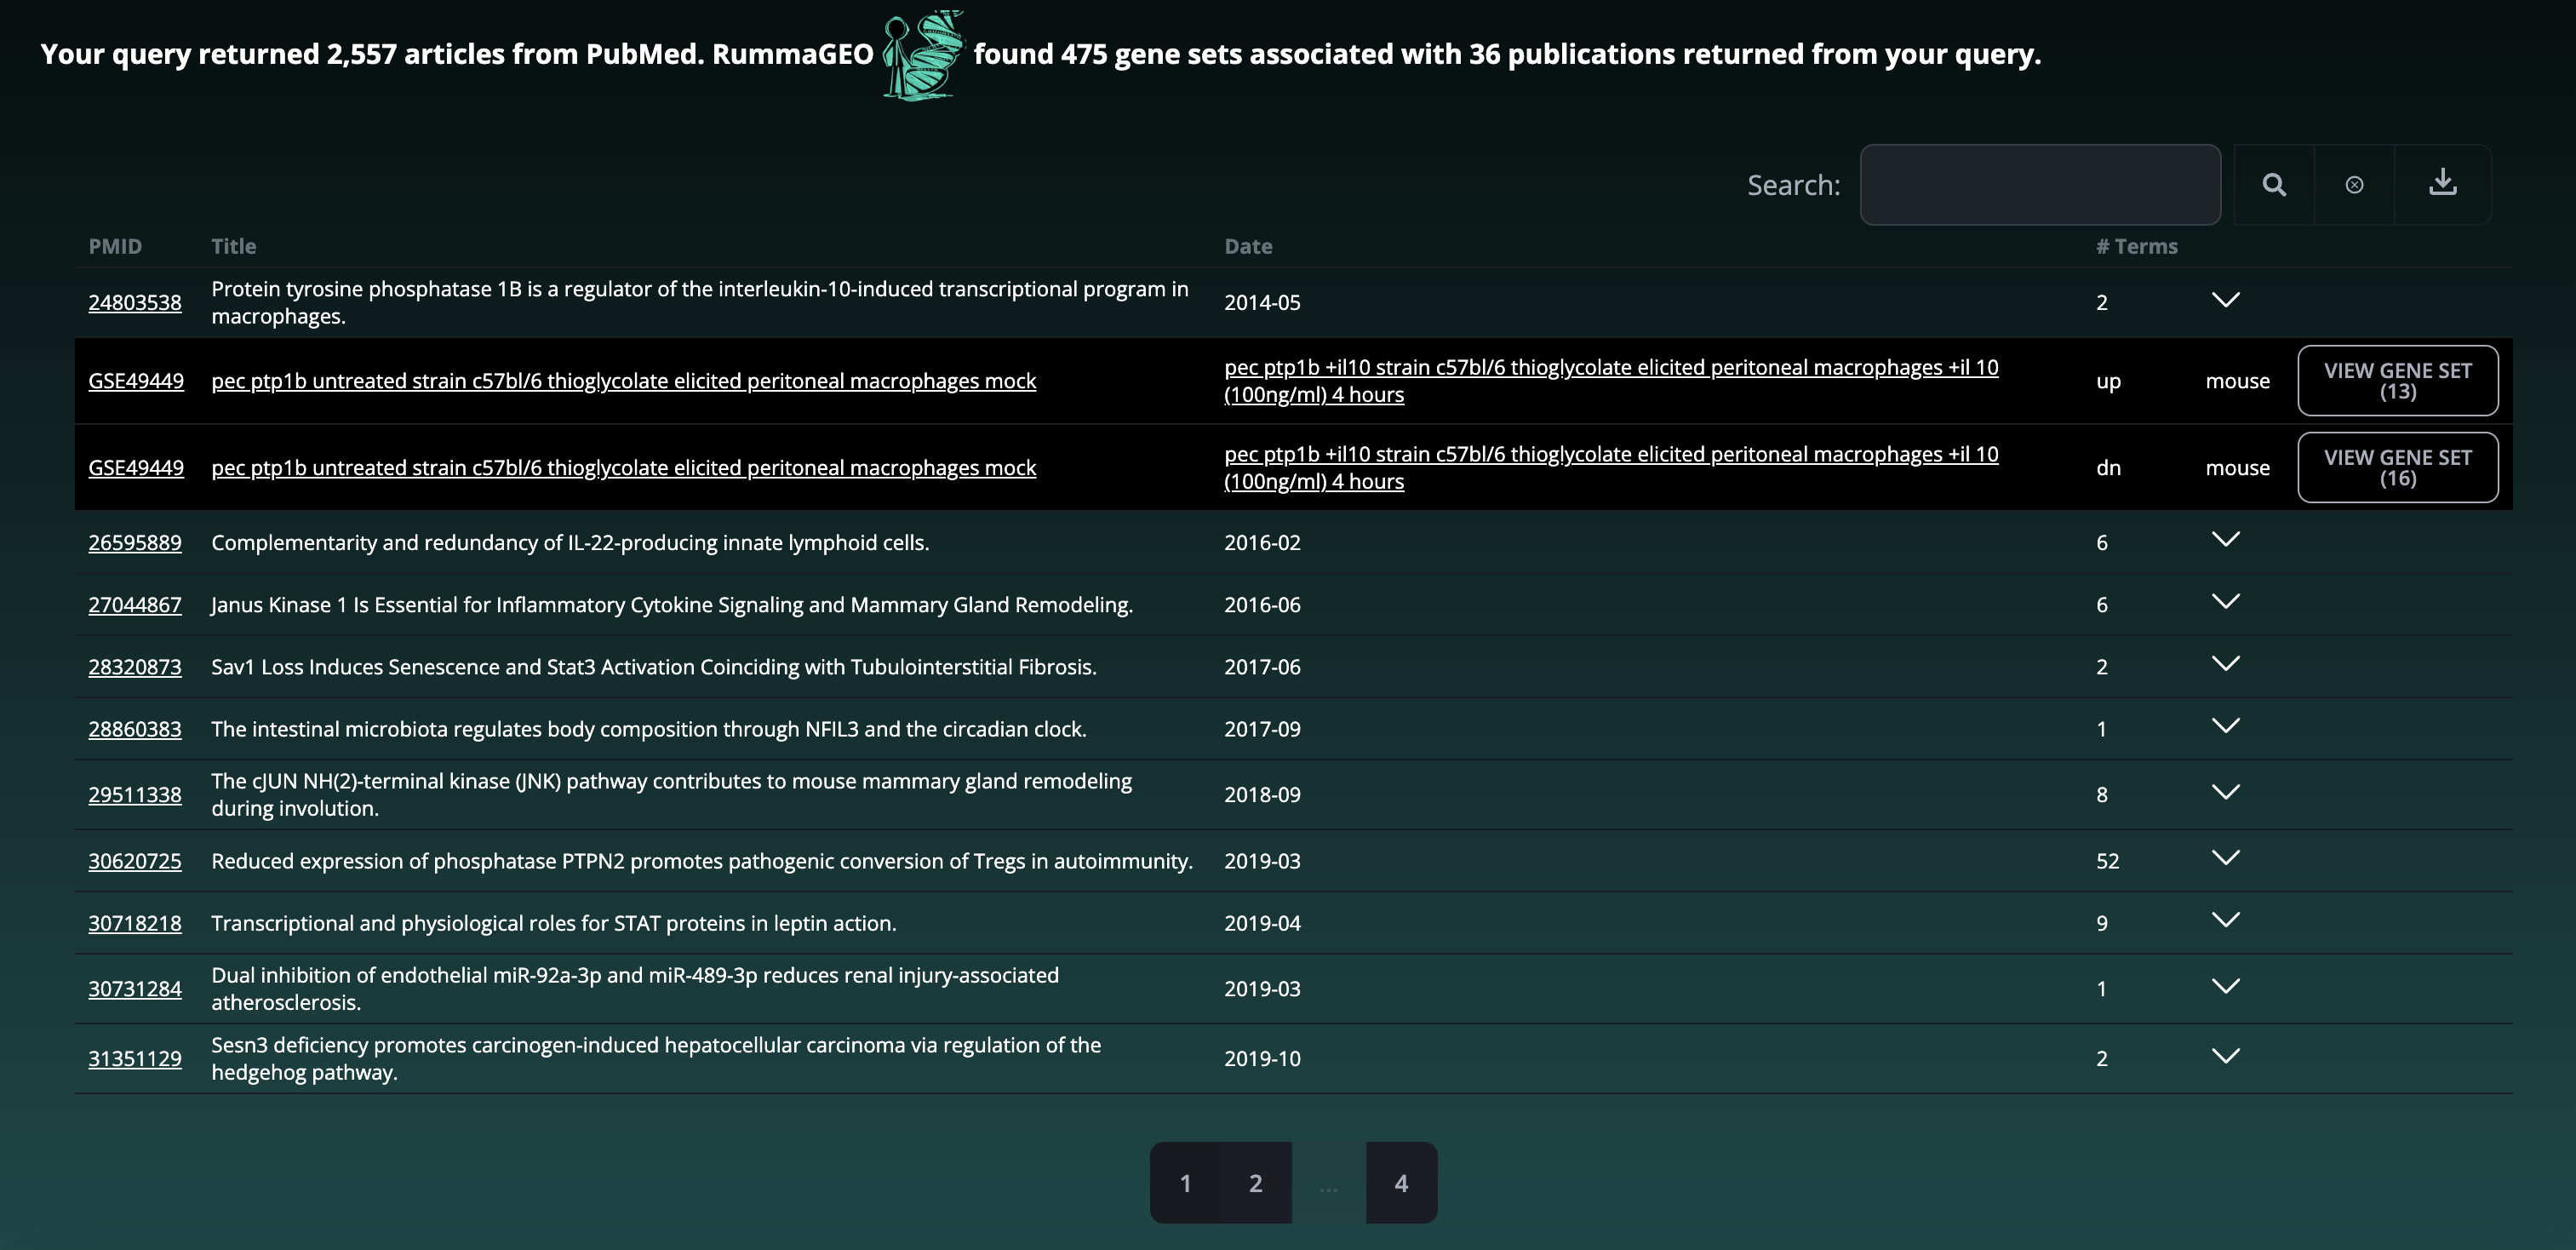 Your query returned 2,557 articles from PubMed. RummaGEO found 475 gene sets associated with 36 publications returned from your query.
Search:
PMID Title Date # Terms
24803538 Protein tyrosine phosphatase 1B is a regulator of the interleukin-10-induced transcriptional program in
macrophages. 2014-05 2
GSE49449 pec ptp1b untreated strain c57bl/6 thioglycolate elicited peritoneal macrophages mock pec ptp1b +il10 strain c57bl/6 thioglycolate elicited peritoneal macrophages +il 10
(100ng/ml) 4 hours up mouse VIEW GENE SET
(13)
GSE49449 pec ptp1b untreated strain c57bl/6 thioglycolate elicited peritoneal macrophages mock pec ptp1b +il10 strain c57bl/6 thioglycolate elicited peritoneal macrophages +il 10
(100ng/ml) 4 hours dn mouse VIEW GENE SET
(16)
26595889 Complementarity and redundancy of IL-22-producing innate lymphoid cells. 2016-02 6
27044867 Janus Kinase 1 Is Essential for Inflammatory Cytokine Signaling and Mammary Gland Remodeling. 2016-06 6
28320873 Sav1 Loss Induces Senescence and Stat3 Activation Coinciding with Tubulointerstitial Fibrosis. 2017-06 2
28860383 The intestinal microbiota regulates body composition through NFIL3 and the circadian clock. 2017-09 1
29511338 The cJUN NH(2)-terminal kinase (JNK) pathway contributes to mouse mammary gland remodeling
during involution. 2018-09 8
30620725 Reduced expression of phosphatase PTPN2 promotes pathogenic conversion of Tregs in autoimmunity. 2019-03 52
30718218 Transcriptional and physiological roles for STAT proteins in leptin action. 2019-04 9
30731284 Dual inhibition of endothelial miR-92a-3p and miR-489-3p reduces renal injury-associated
atherosclerosis. 2019-03 1
31351129 Sesn3 deficiency promotes carcinogen-induced hepatocellular carcinoma via regulation of the
hedgehog pathway. 2019-10 2
1 2 ... 4